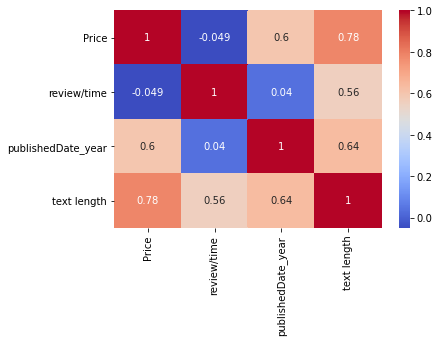 Price
1
-0.049
0.6
0.78
review/time
-0.049
1
0.04
0.56
publishedDate_year
0.6
0.04
1
0.64
text length
0.78
0.56
0.64
1
Price
review/time
publishedDate_year
text length
1.0
0.8
0.6
0.4
0.2
0.0